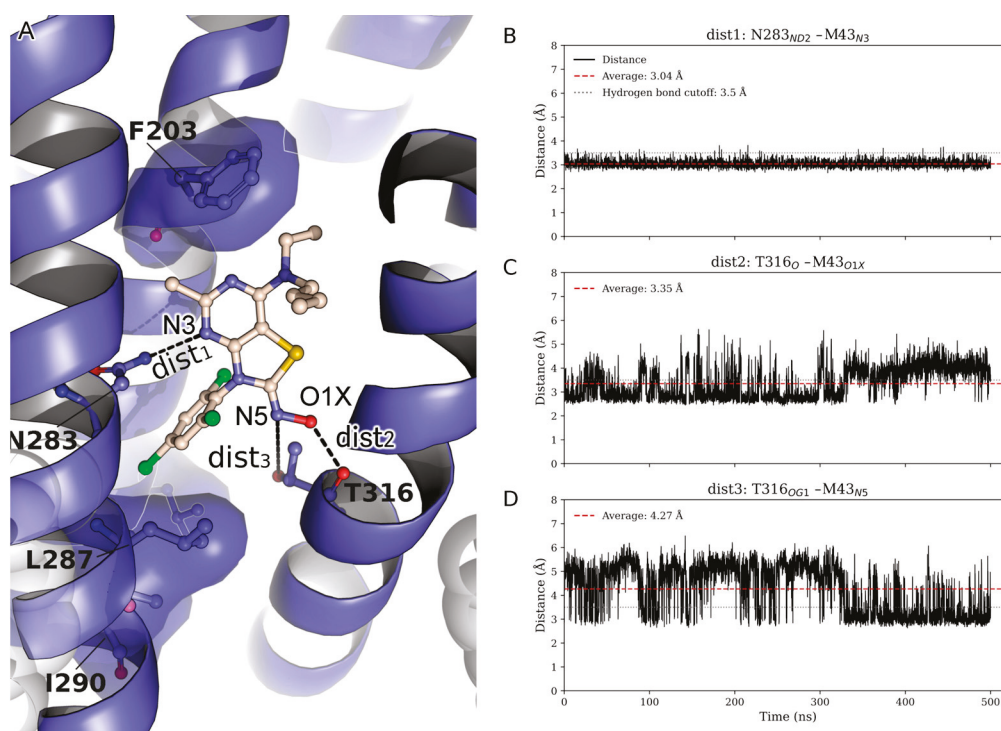 A
F203
N3
dist1
N283
N5
O1X
dist2
dist3
T316
L287
I290
B
dist1: N283ND2 –M43N3
Distance
Average: 3.04 Å
Hydrogen bond cutoff: 3.5 Å
Distance (Å)
8
7
6
5
4
3
2
1
0
C
dist2: T316O –M43O1X
Average: 3.35 Å
Distance (Å)
8
7
6
5
4
3
2
1
0
D
dist3: T316OG1 –M43N5
Average: 4.27 Å
Distance (Å)
8
7
6
5
4
3
2
1
0
0 100 200 300 400 500
Time (ns)